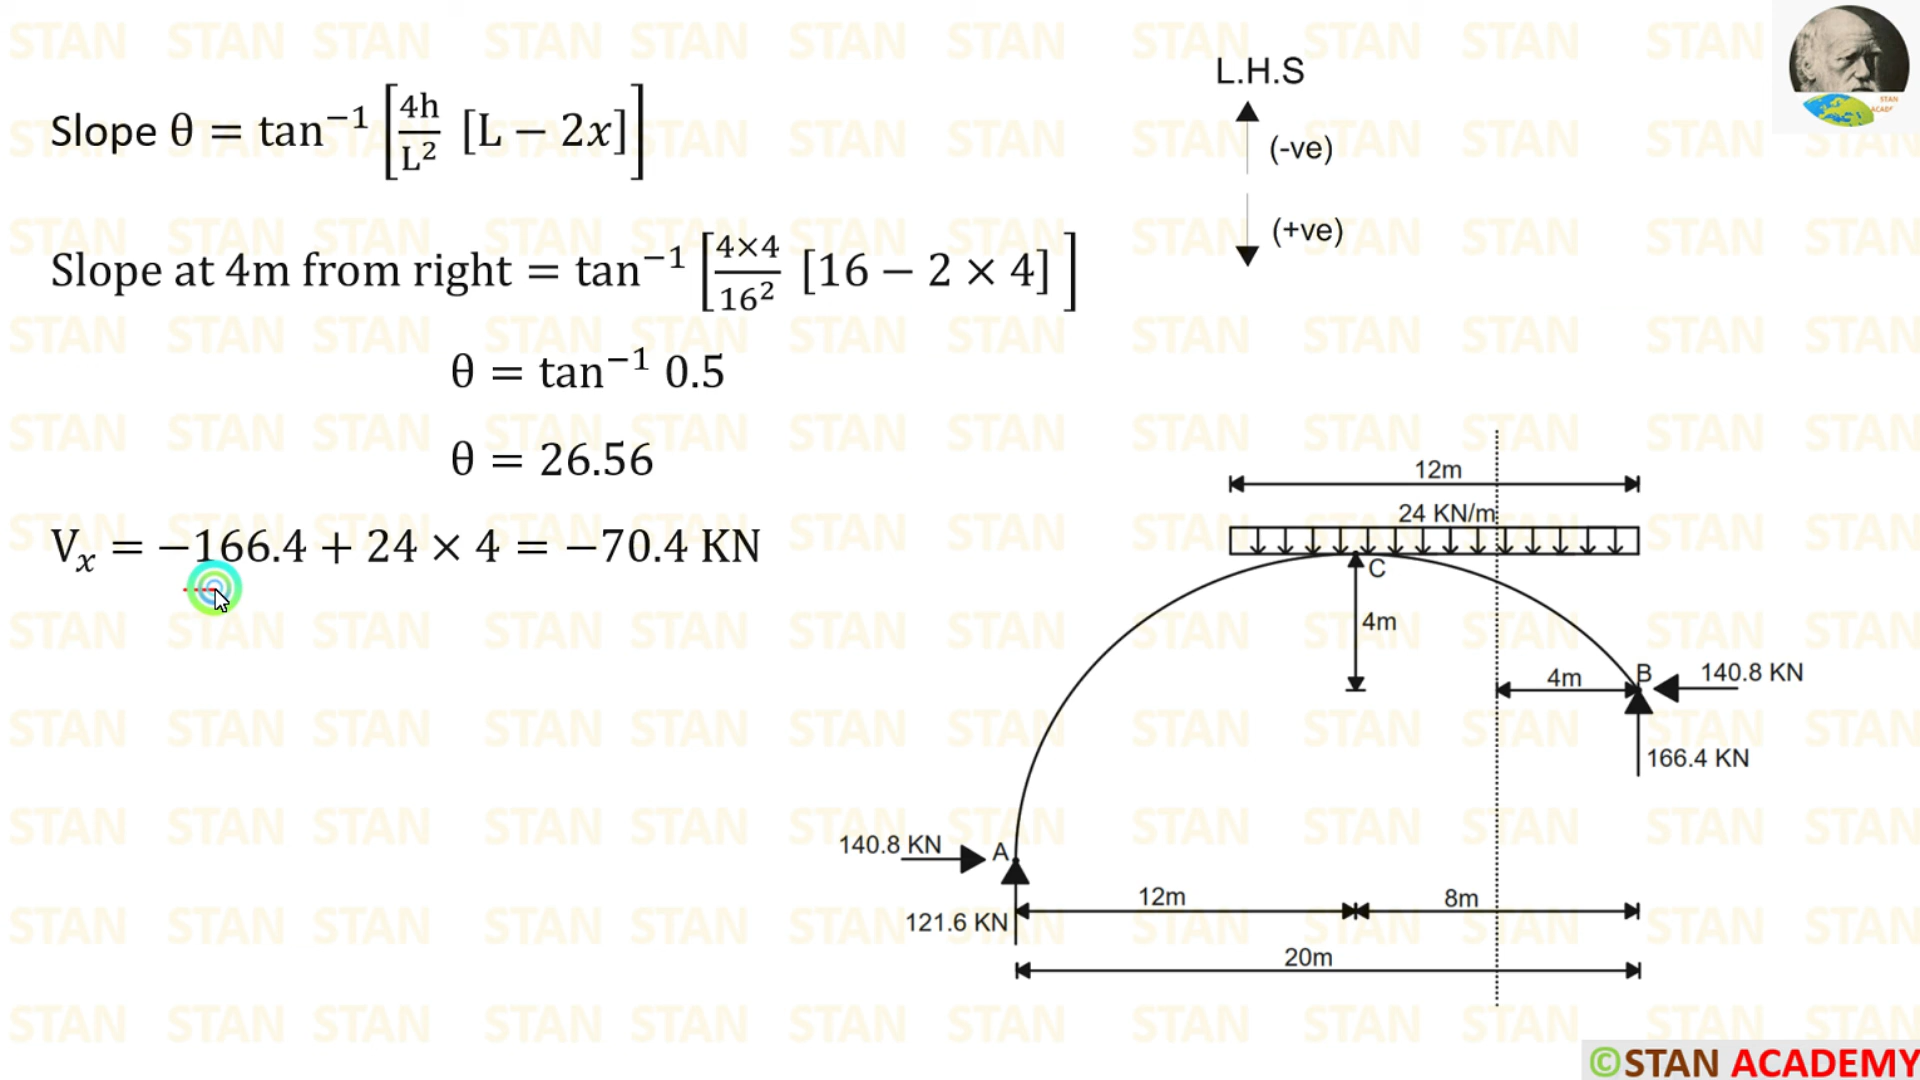 Slope θ = tan⁻¹ [4h/L² [L − 2x]]
Slope at 4m from right = tan⁻¹ [4×4/16² [16 − 2 × 4] ]
θ = tan⁻¹ 0.5
θ = 26.56
Vₓ = −166.4 + 24 × 4 = −70.4 KN
L.H.S
(-ve)
(+ve)
STAN
ACADE
12m
24 KN/m
C
4m
4m
B
140.8 KN
166.4 KN
140.8 KN
A
121.6 KN
12m
8m
20m
©STAN ACADEMY